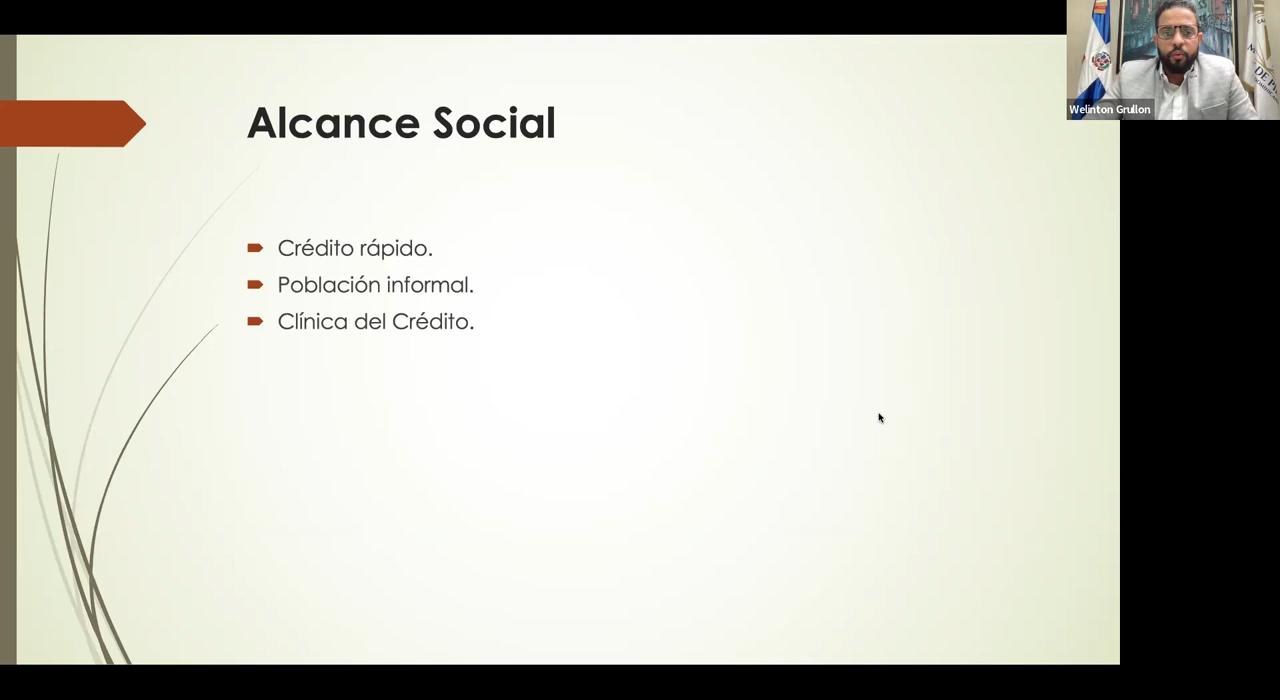 Alcance Social
Crédito rápido.
Población informal.
Clínica del Crédito.
Welinton Grullon